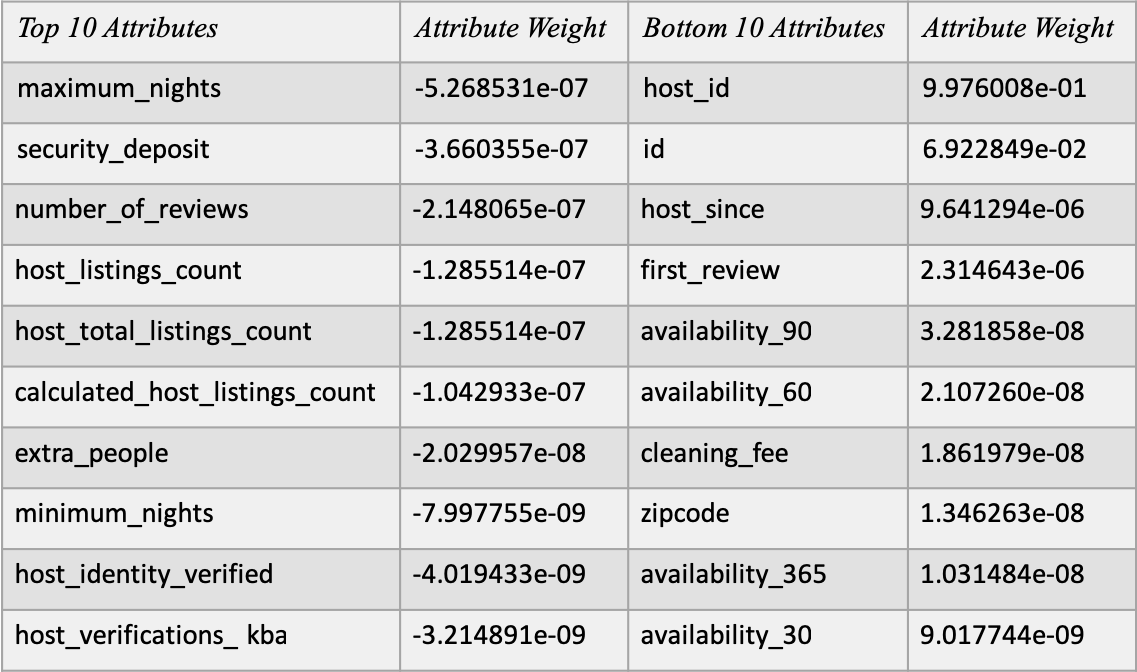 Top 10 Attributes Attribute Weight Bottom 10 Attributes Attribute Weight
maximum_nights -5.268531e-07 host_id 9.976008e-01
security_deposit -3.660355e-07 id 6.922849e-02
number_of_reviews -2.148065e-07 host_since 9.641294e-06
host_listings_count -1.285514e-07 first_review 2.314643e-06
host_total_listings_count -1.285514e-07 availability_90 3.281858e-08
calculated_host_listings_count -1.042933e-07 availability_60 2.107260e-08
extra_people -2.029957e-08 cleaning_fee 1.861979e-08
minimum_nights -7.997755e-09 zipcode 1.346263e-08
host_identity_verified -4.019433e-09 availability_365 1.031484e-08
host_verifications_ kba -3.214891e-09 availability_30 9.017744e-09